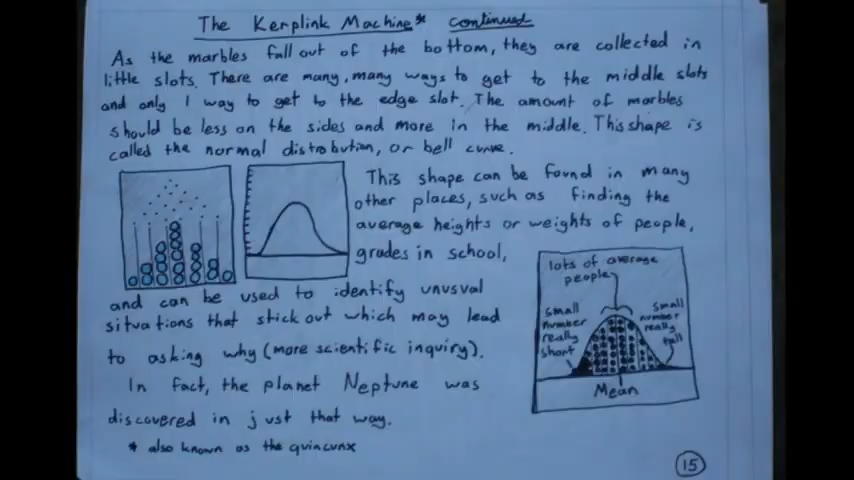 The Kerplink Machine* continued
As the marbles fall out of the bottom, they are collected in
little slots. There are many, many ways to get to the middle slots
and only 1 way to get to the edge slot. The amount of marbles
should be less on the sides and more in the middle. This shape is
called the normal distrobution, or bell curve.
This shape can be found in many
other places, such as finding the
average heights or weights of people,
grades in school,
and can be used to identify unusual
situations that stick out which may lead
to asking why (more scientific inquiry).
In fact, the planet Neptune was
discovered in just that way.
* also known as the quincunx
lots of average
people
small
number
really
short
small
number
really
tall
Mean
15